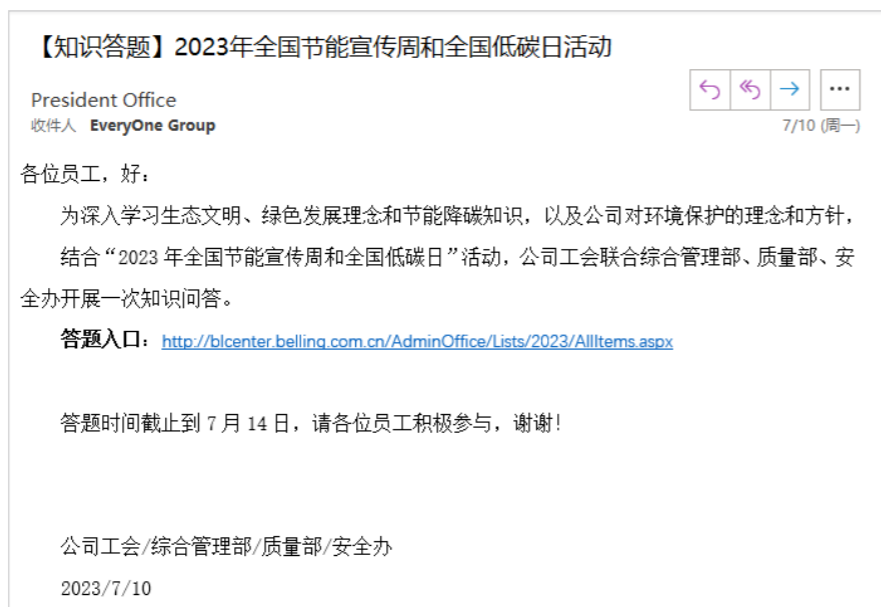 【知识答题】2023年全国节能宣传周和全国低碳日活动
President Office
收件人 EveryOne Group
7/10 (周一)
各位员工，好：
为深入学习生态文明、绿色发展理念和节能降碳知识，以及公司对环境保护的理念和方针，
结合“2023 年全国节能宣传周和全国低碳日”活动，公司工会联合综合管理部、质量部、安
全办开展一次知识问答。
答题入口：http://blcenter.belling.com.cn/AdminOffice/Lists/2023/AllItems.aspx
答题时间截止到 7 月 14 日，请各位员工积极参与，谢谢！
公司工会/综合管理部/质量部/安全办
2023/7/10